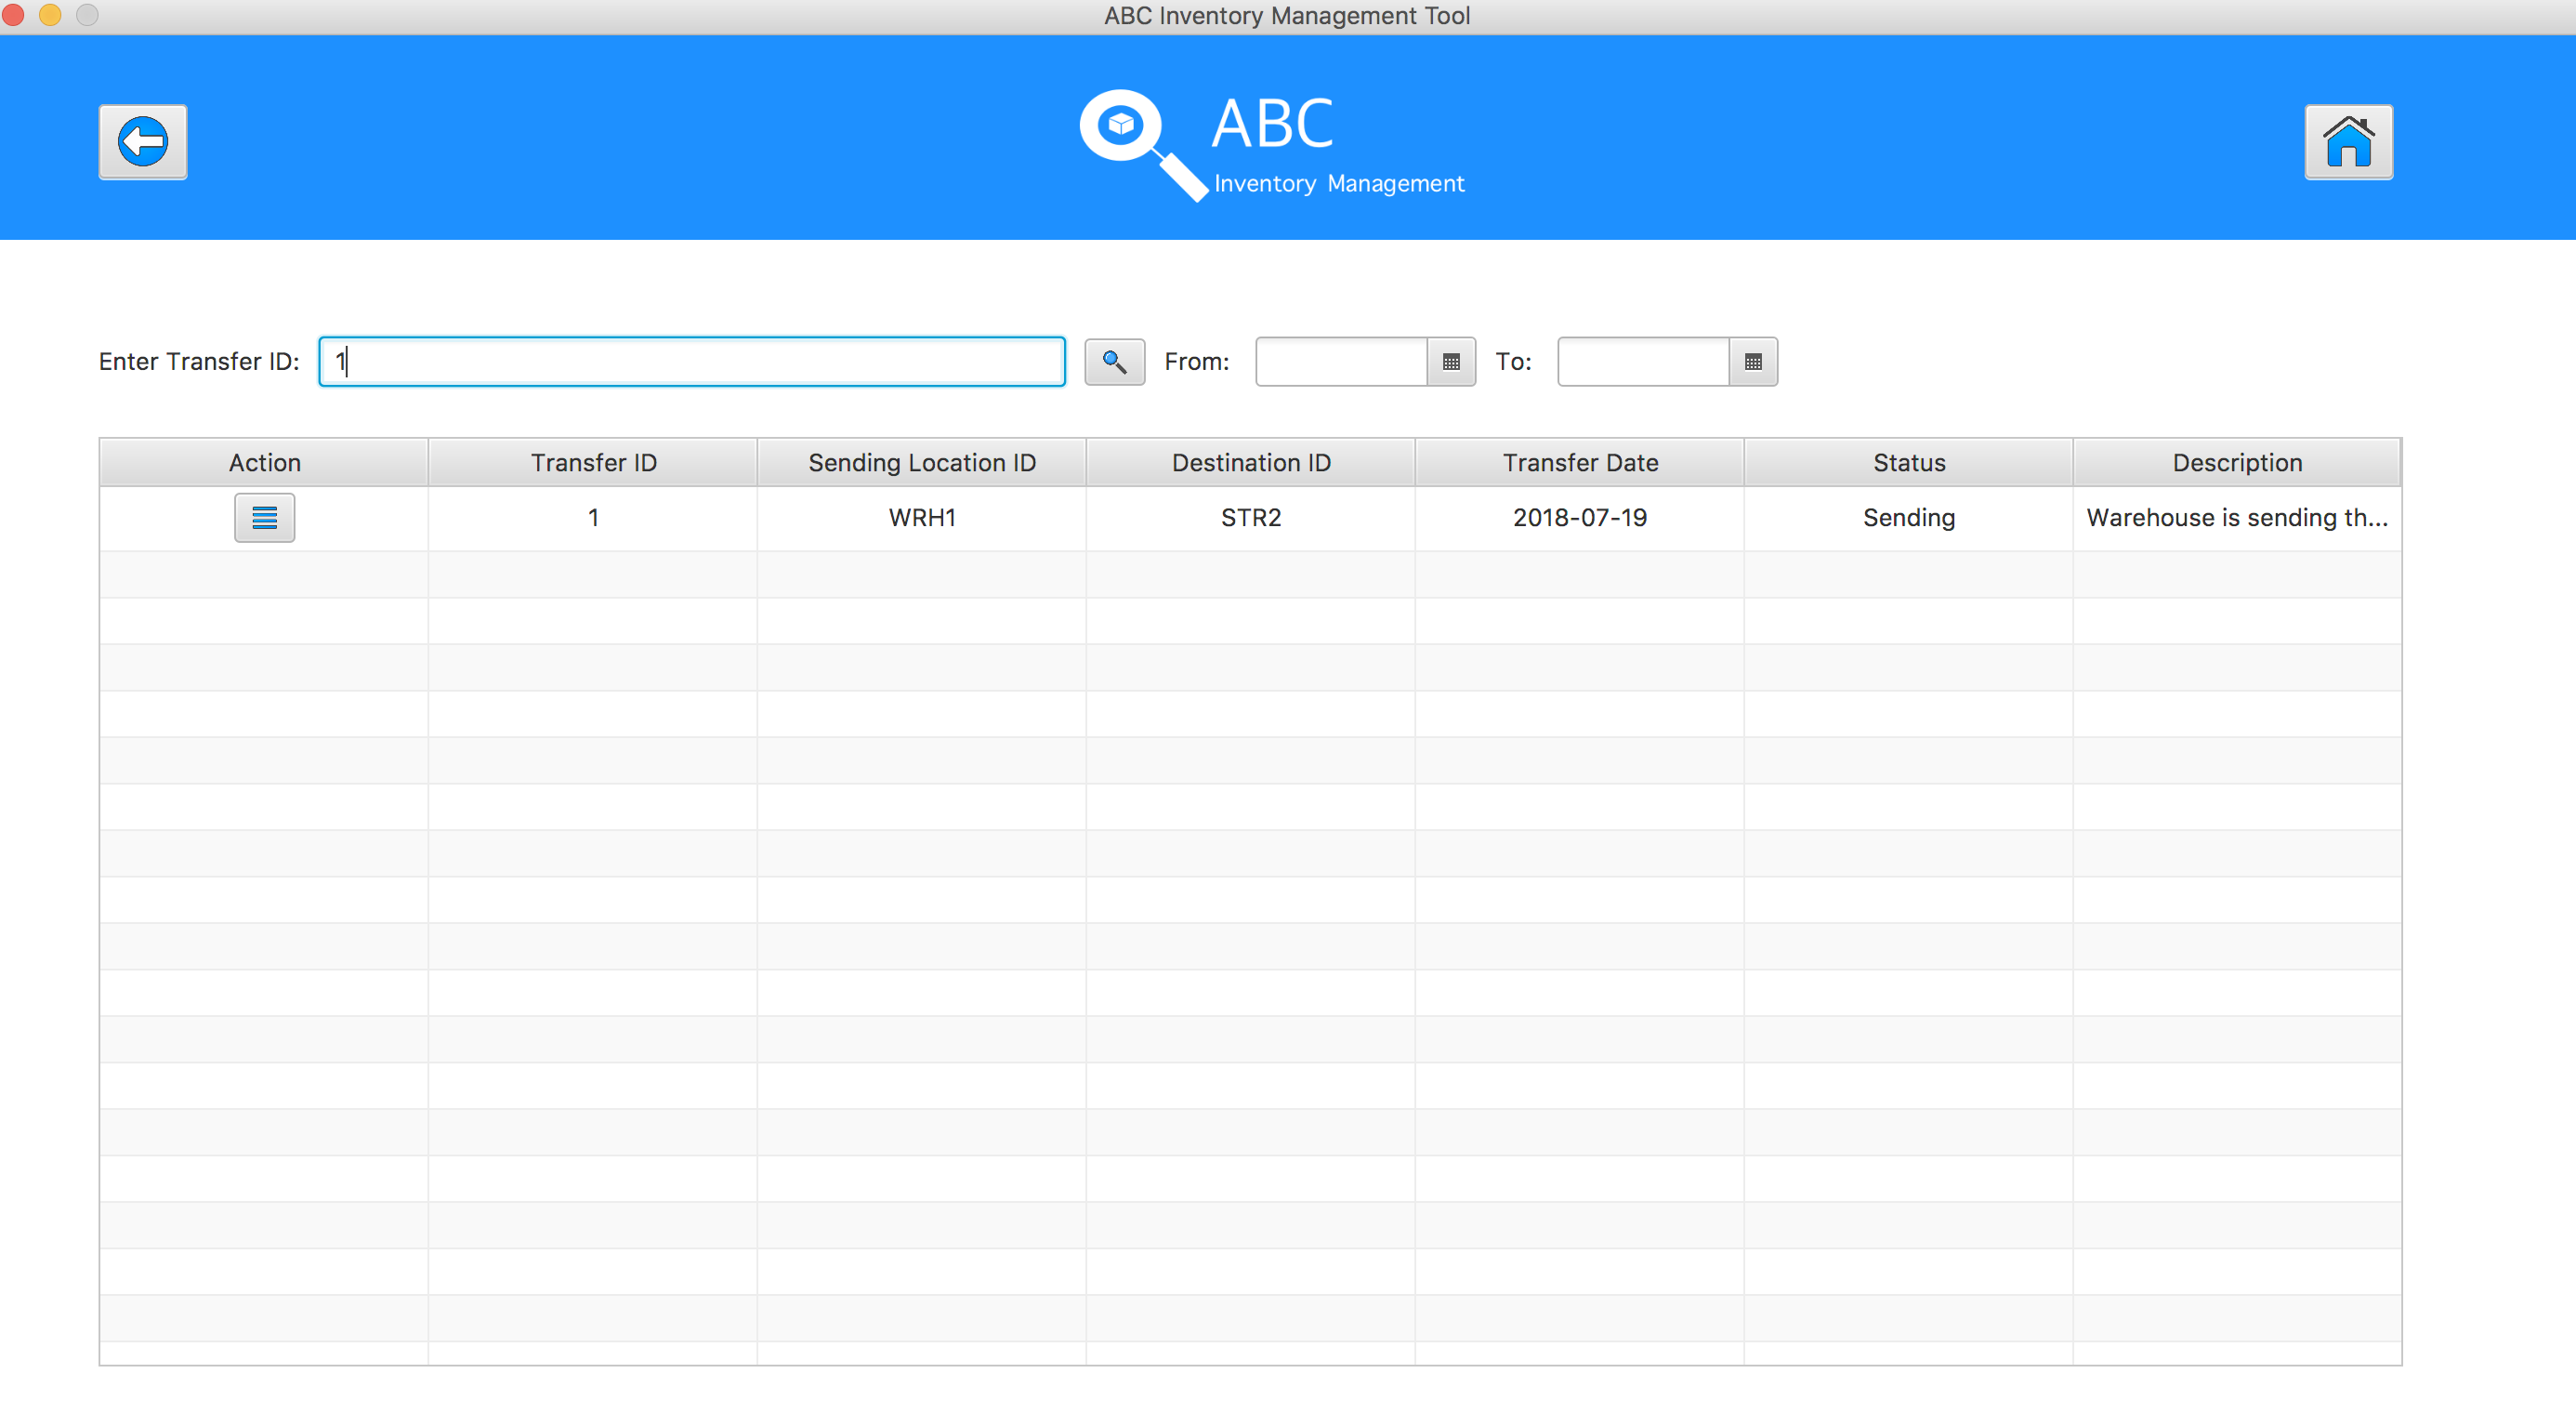 ABC Inventory Management Tool
ABC
Inventory Management
Enter Transfer ID: 1 From: To:
Action Transfer ID Sending Location ID Destination ID Transfer Date Status Description
1 WRH1 STR2 2018-07-19 Sending Warehouse is sending th...